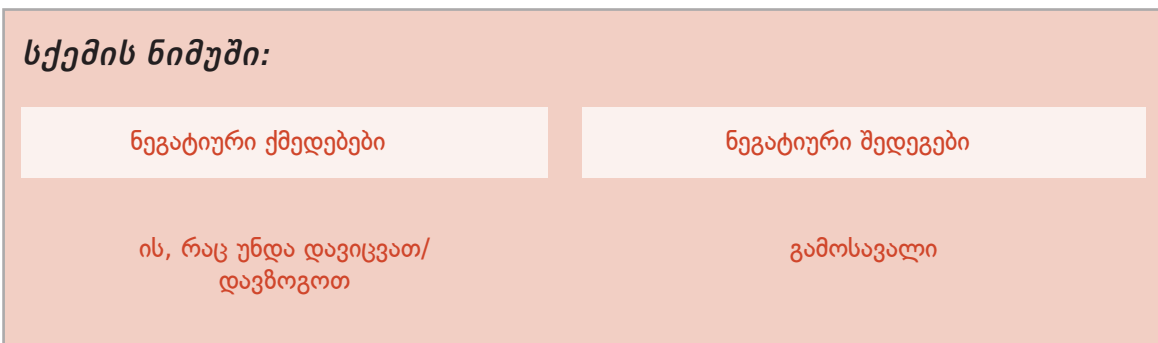 სქემის ნიმუში:
ნეგატიური ქმედებები
ნეგატიური შედეგები
ის, რაც უნდა დავიცვათ/
დავზოგოთ
გამოსავალი